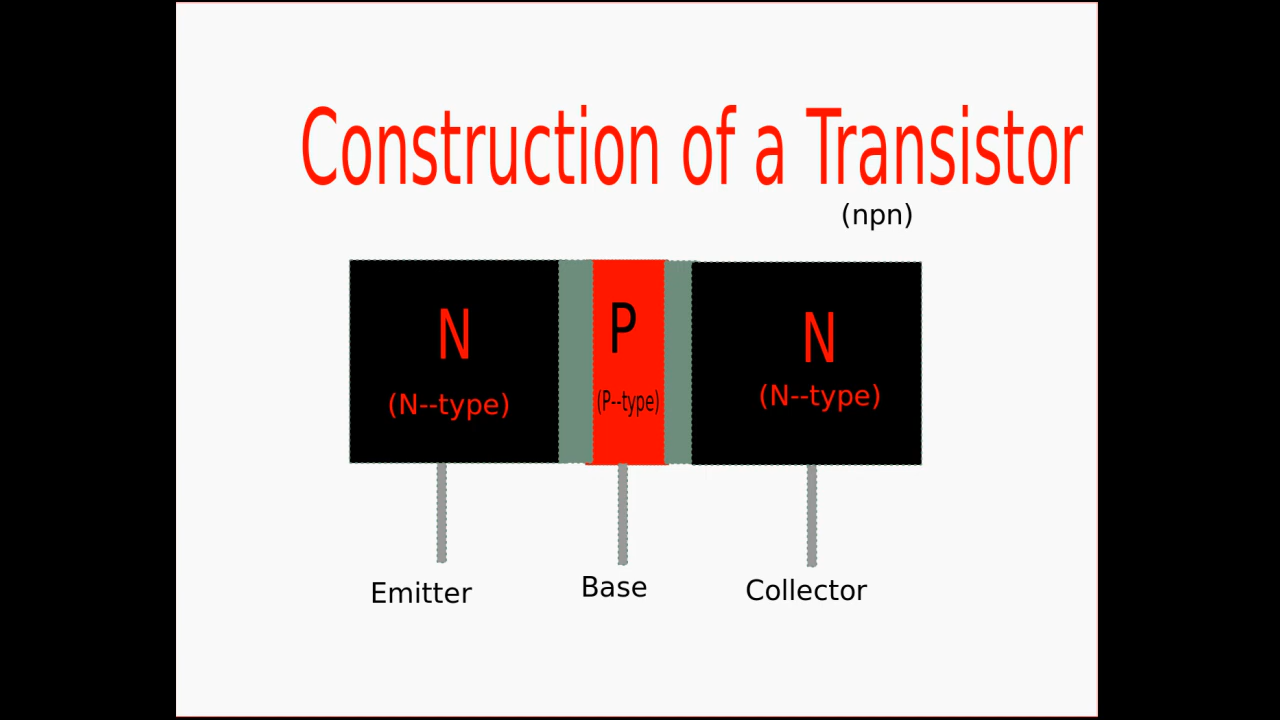 Construction of a Transistor
(npn)
N P N
(N--type) (P--type) (N--type)
Emitter Base Collector